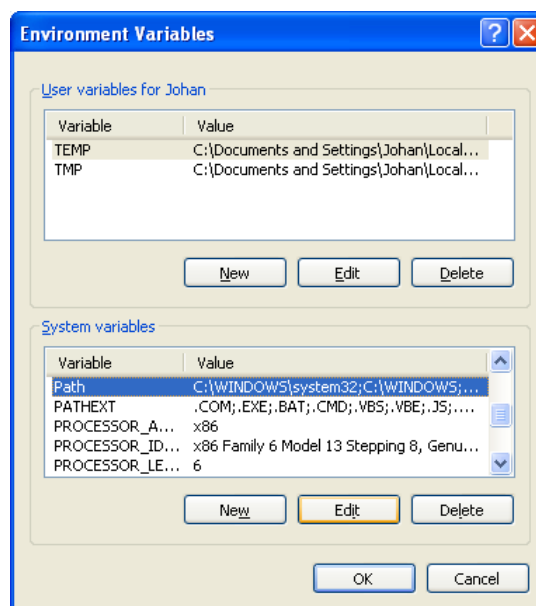 Environment Variables
User variables for Johan
Variable Value
TEMP C:\Documents and Settings\Johan\Local...
TMP C:\Documents and Settings\Johan\Local...
New Edit Delete
System variables
Variable Value
Path C:\WINDOWS\system32;C:\WINDOWS;...
PATHEXT .COM;.EXE;.BAT;.CMD;.VBS;.VBE;.JS;....
PROCESSOR_A... x86
PROCESSOR_ID... x86 Family 6 Model 13 Stepping 8, Genu...
PROCESSOR_LE... 6
New Edit Delete
OK Cancel